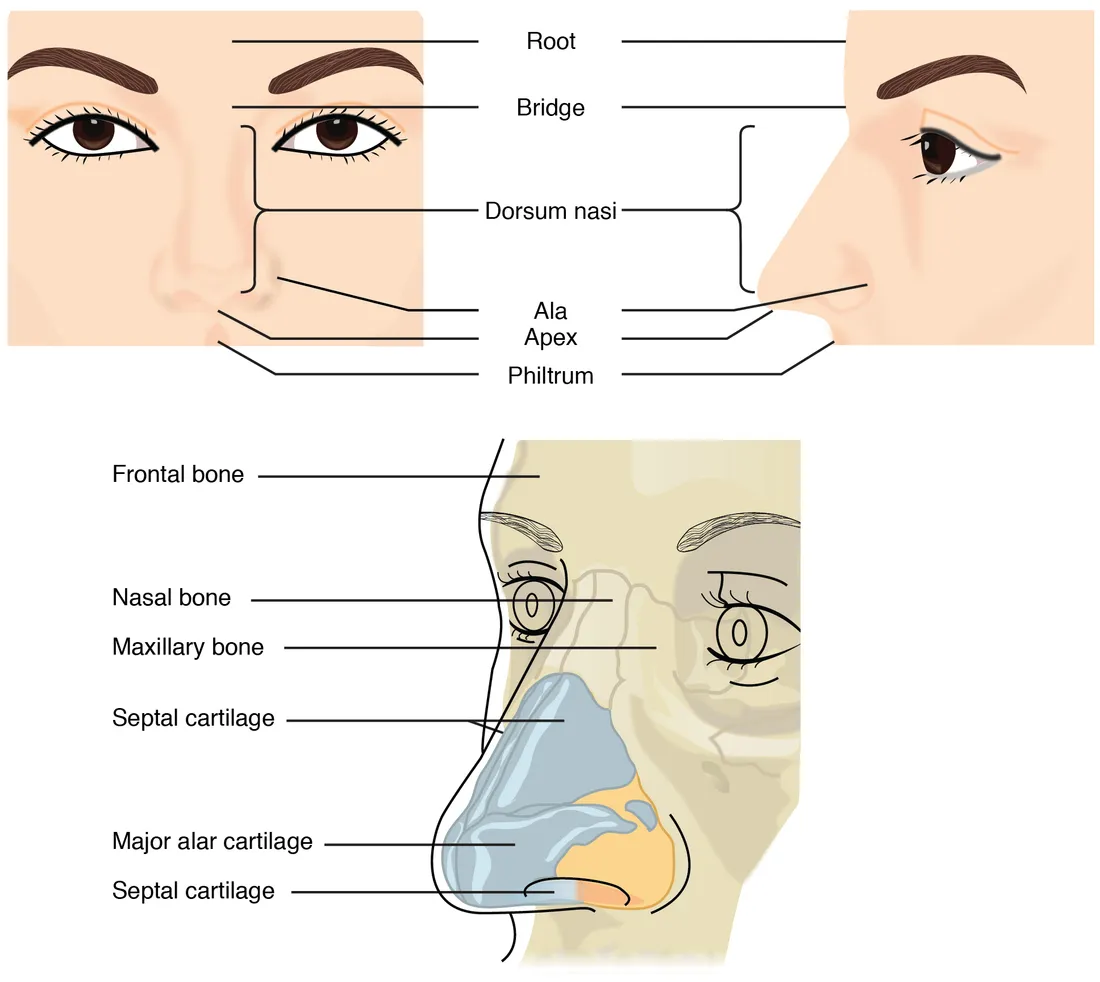 Root
Bridge
Dorsum nasi
Ala
Apex
Philtrum
Frontal bone
Nasal bone
Maxillary bone
Septal cartilage
Major alar cartilage
Septal cartilage